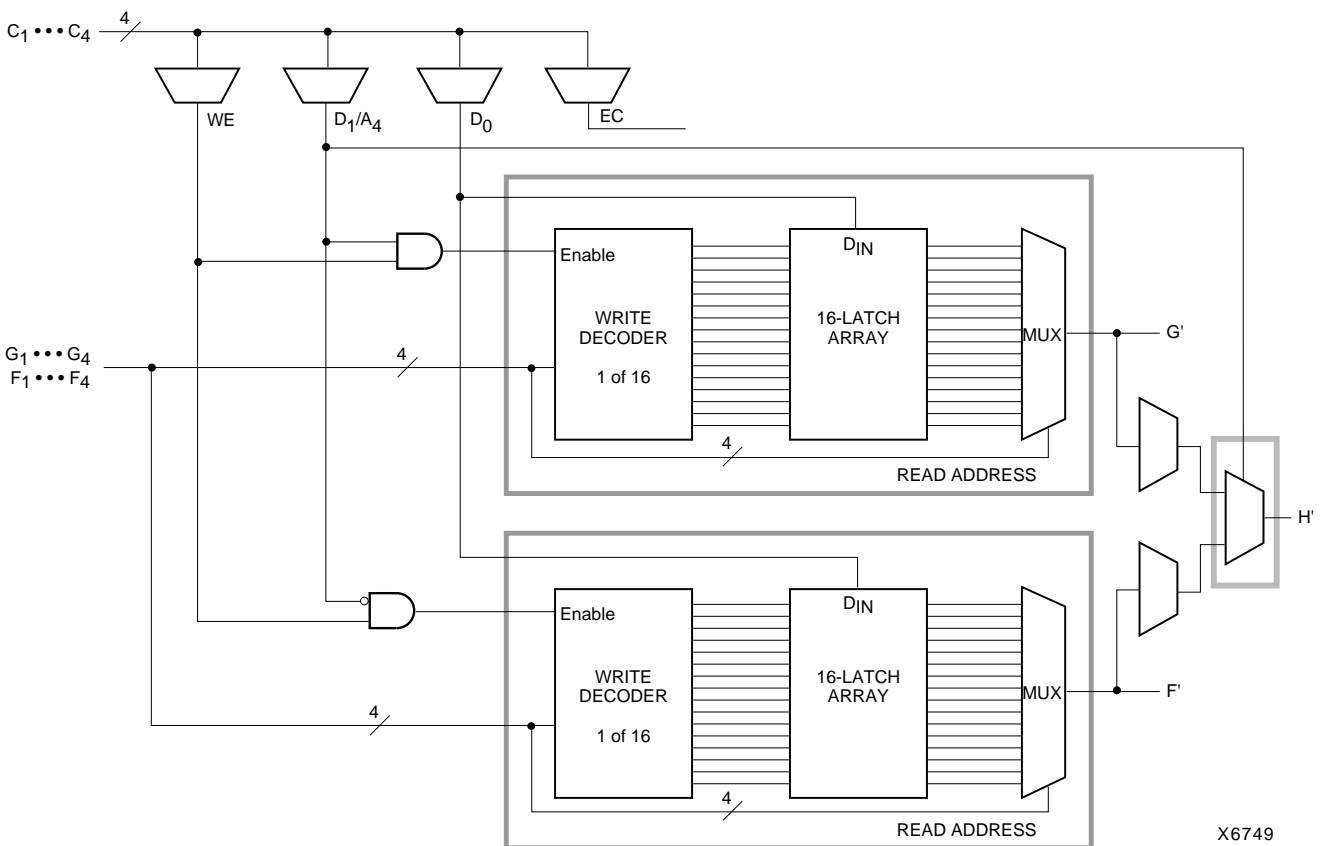 C1 ••• C4
4
WE
D1/A4
D0
EC
Enable
DIN
WRITE
DECODER
1 of 16
16-LATCH
ARRAY
MUX
G'
G1 ••• G4
F1 ••• F4
4
4
READ ADDRESS
H'
Enable
DIN
WRITE
DECODER
1 of 16
16-LATCH
ARRAY
MUX
F'
4
4
READ ADDRESS
X6749